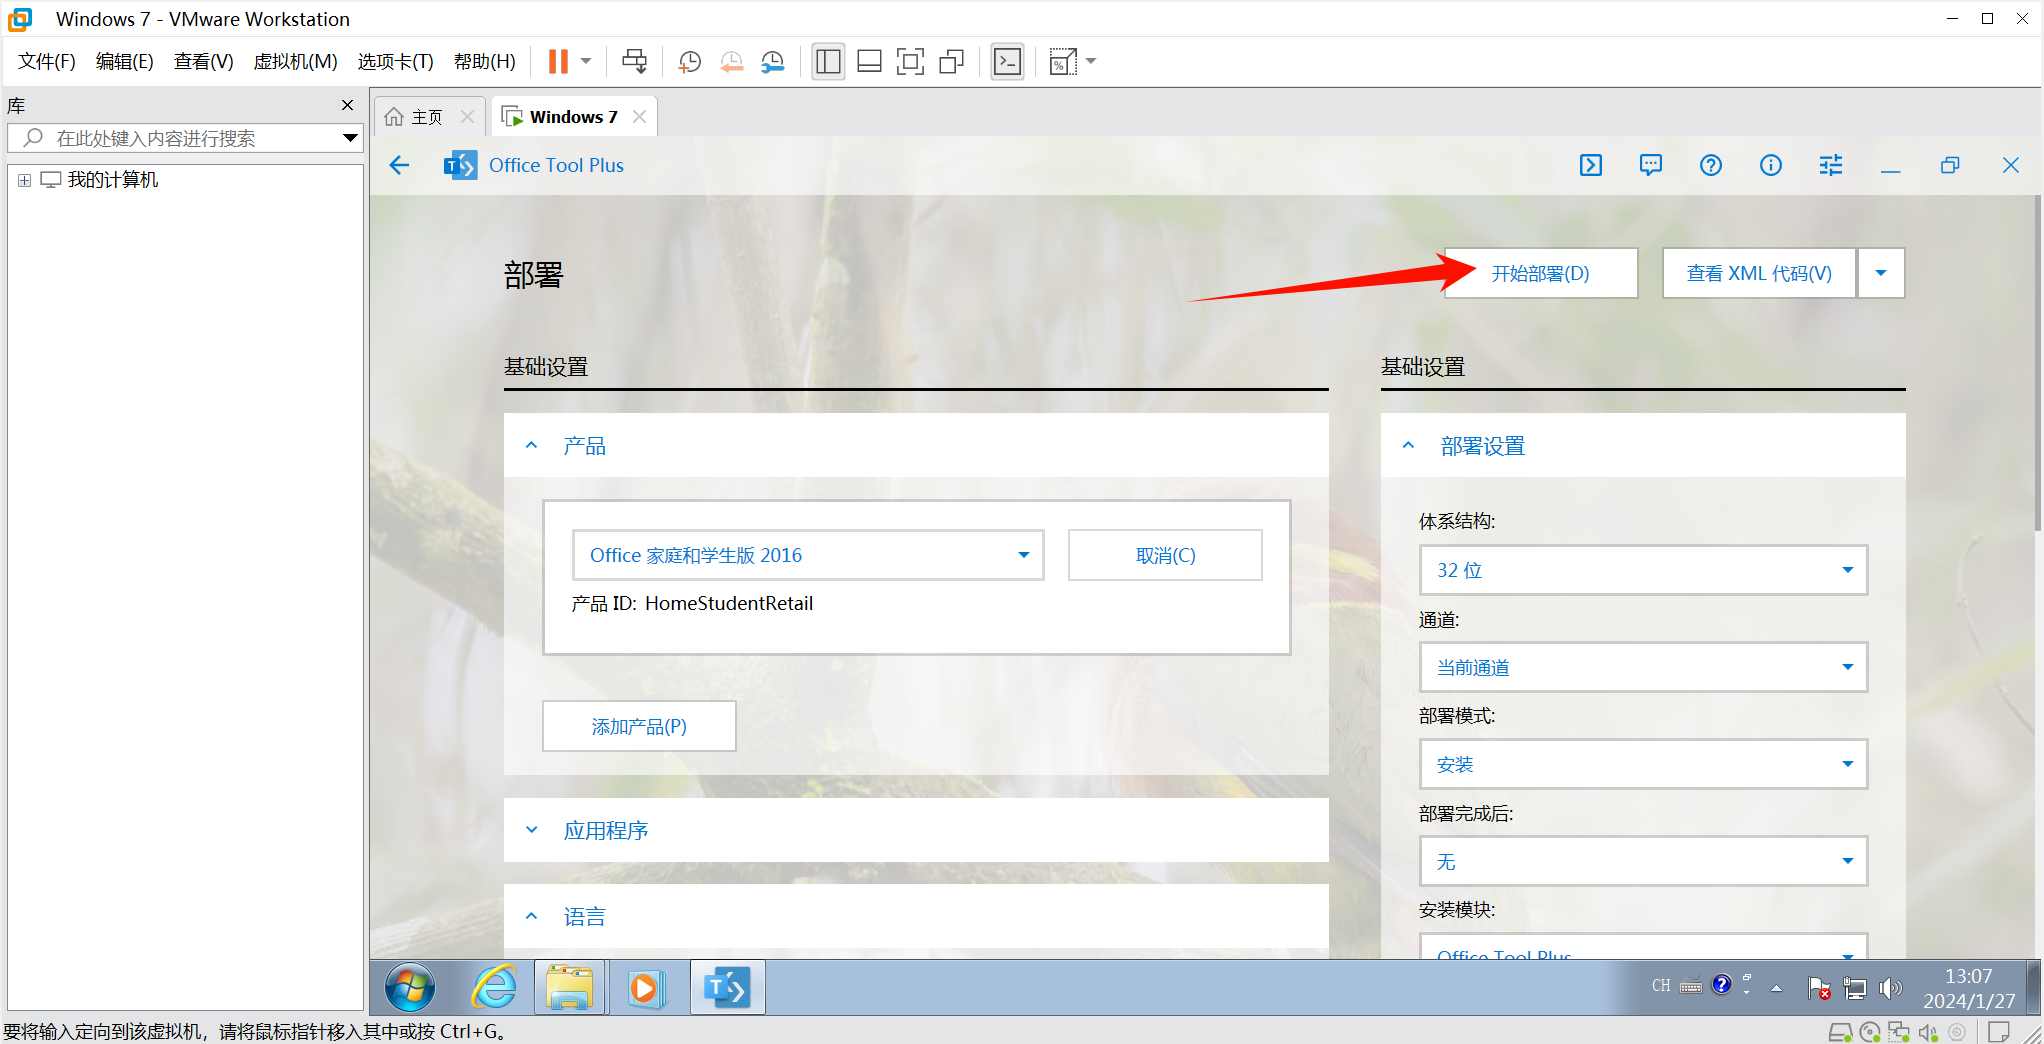 Windows 7 - VMware Workstation
文件(F) 编辑(E) 查看(V) 虚拟机(M) 选项卡(T) 帮助(H)
库
在此处键入内容进行搜索
我的计算机
主页
Windows 7
Office Tool Plus
部署
开始部署(D)
查看 XML 代码(V)
基础设置
产品
Office 家庭和学生版 2016
取消(C)
产品 ID: HomeStudentRetail
添加产品(P)
应用程序
语言
基础设置
部署设置
体系结构:
32 位
通道:
当前通道
部署模式:
安装
部署完成后:
无
安装模块:
Office Tool Plus
CH
13:07
2024/1/27
要将输入定向到该虚拟机，请将鼠标指针移入其中或按 Ctrl+G。